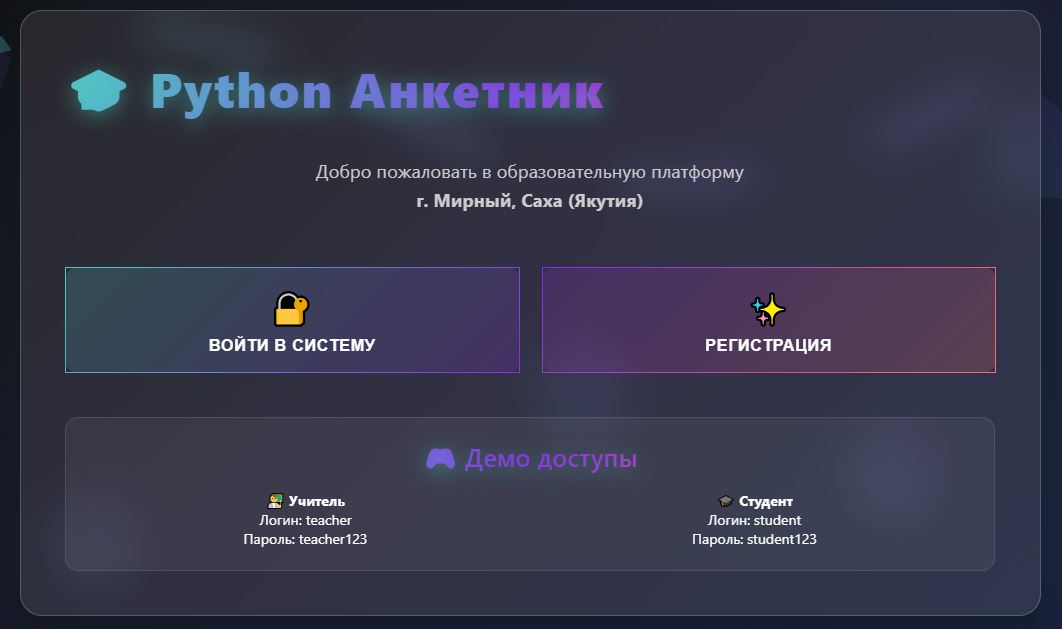 Python Анкетник
Добро пожаловать в образовательную платформу
г. Мирный, Саха (Якутия)
ВОЙТИ В СИСТЕМУ
РЕГИСТРАЦИЯ
Демо доступы
Учитель
Логин: teacher
Пароль: teacher123
Студент
Логин: student
Пароль: student123